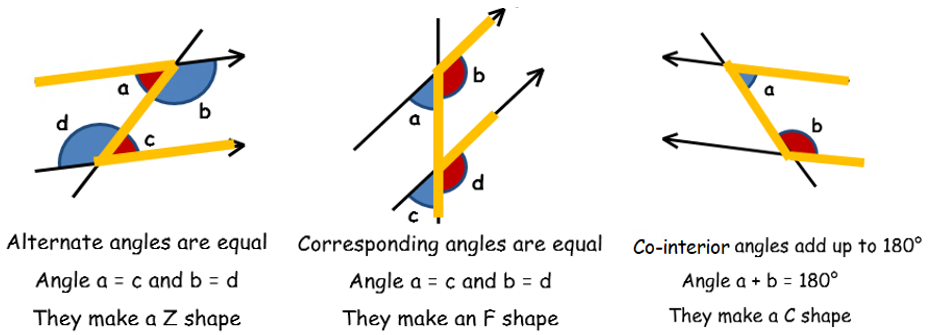 a
b
d
c
Alternate angles are equal
Angle a = c and b = d
They make a Z shape
b
a
d
c
Corresponding angles are equal
Angle a = c and b = d
They make an F shape
a
b
Co-interior angles add up to 180°
Angle a + b = 180°
They make a C shape